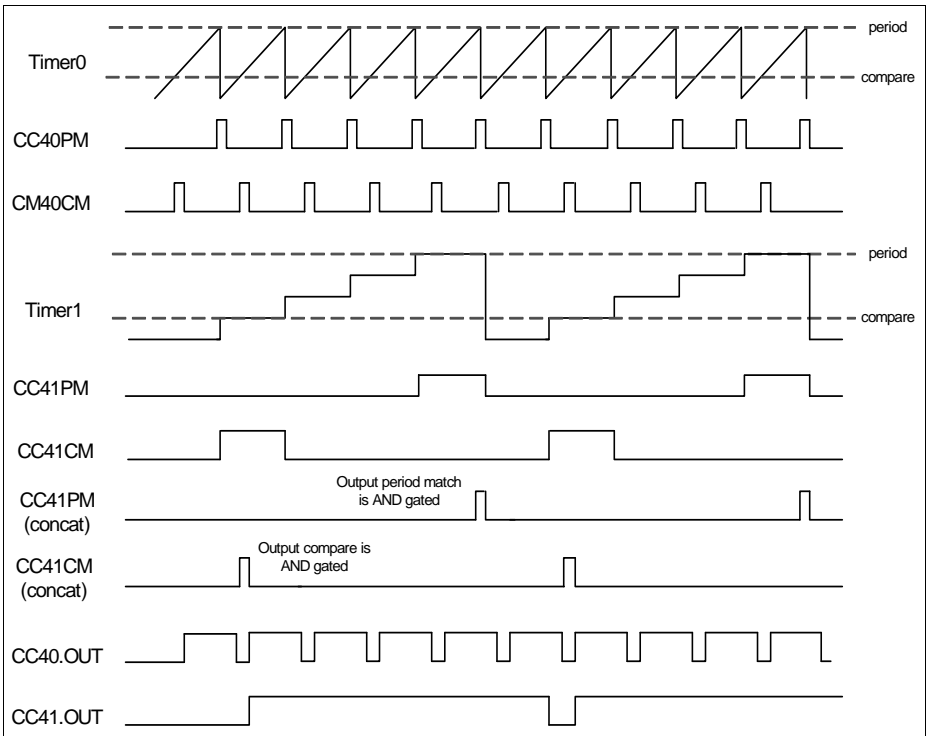 period
Timer0
compare
CC40PM
CM40CM
period
Timer1
compare
CC41PM
CC41CM
Output period match
is AND gated
CC41PM
(concat)
Output compare is
AND gated
CC41CM
(concat)
CC40.OUT
CC41.OUT